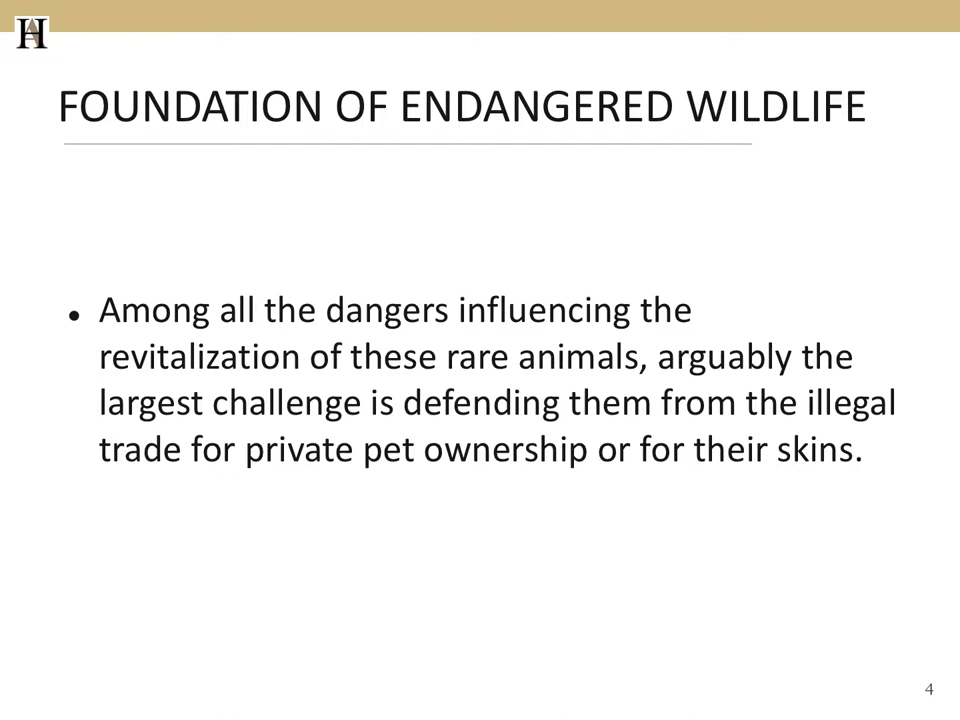 FOUNDATION OF ENDANGERED WILDLIFE
• Among all the dangers influencing the
revitalization of these rare animals, arguably the
largest challenge is defending them from the illegal
trade for private pet ownership or for their skins.
4